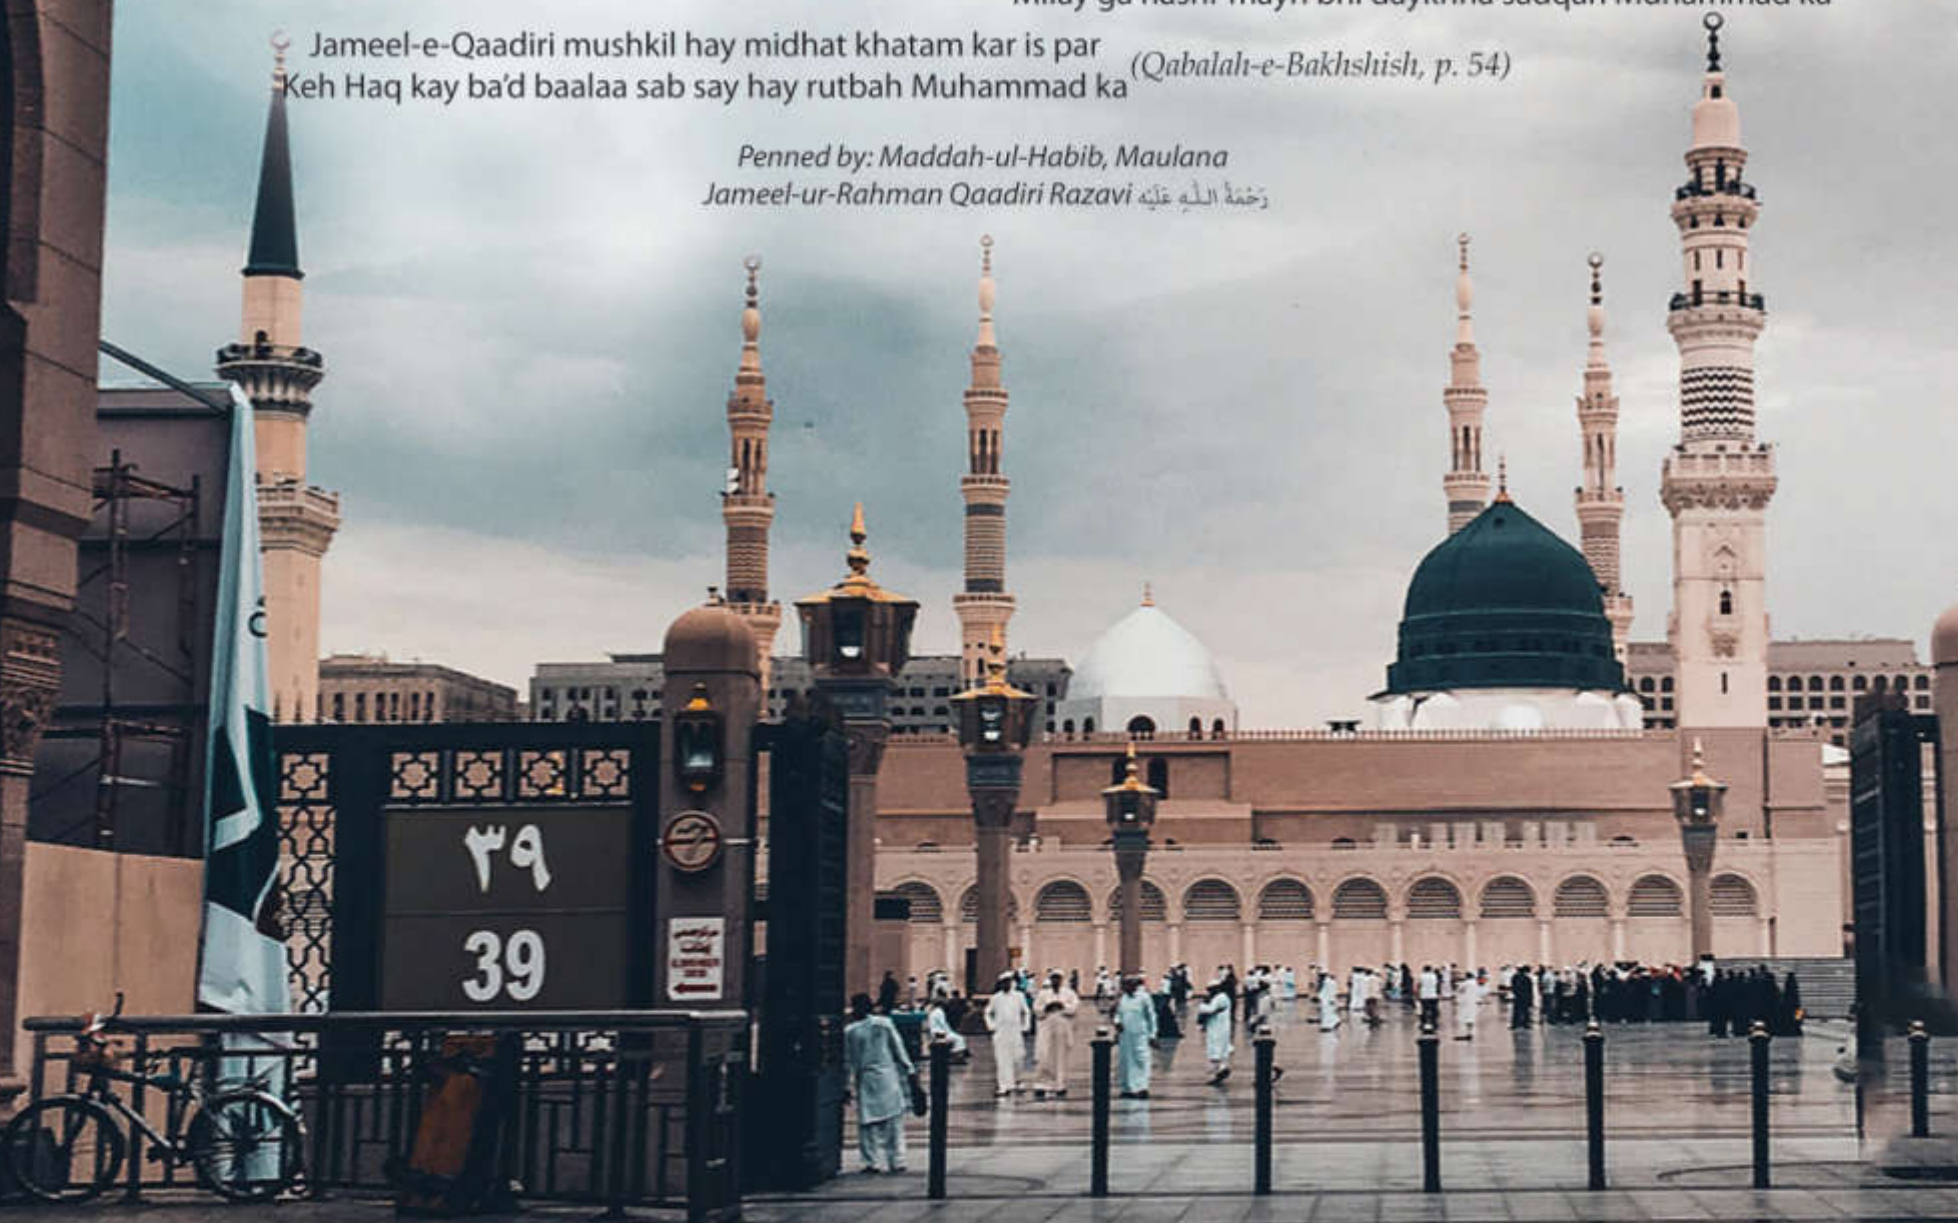 Jameel-e-Qaadiri mushkil hay midhat khatam kar is par
Keh Haq kay ba'd baalaa sab say hay rutbah Muhammad ka
(Qabalah-e-Bakhshish, p. 54)
Penned by: Maddah-ul-Habib, Maulana
Jameel-ur-Rahman Qaadiri Razavi رَحْمَةُ اللّٰهِ عَلَيْه
٣٩
39